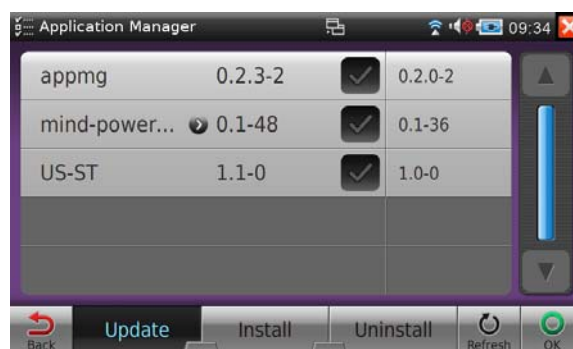 Application Manager 09:34
appmg 0.2.3-2 0.2.0-2
mind-power... 0.1-48 0.1-36
US-ST 1.1-0 1.0-0
Back Update Install Uninstall Refresh OK